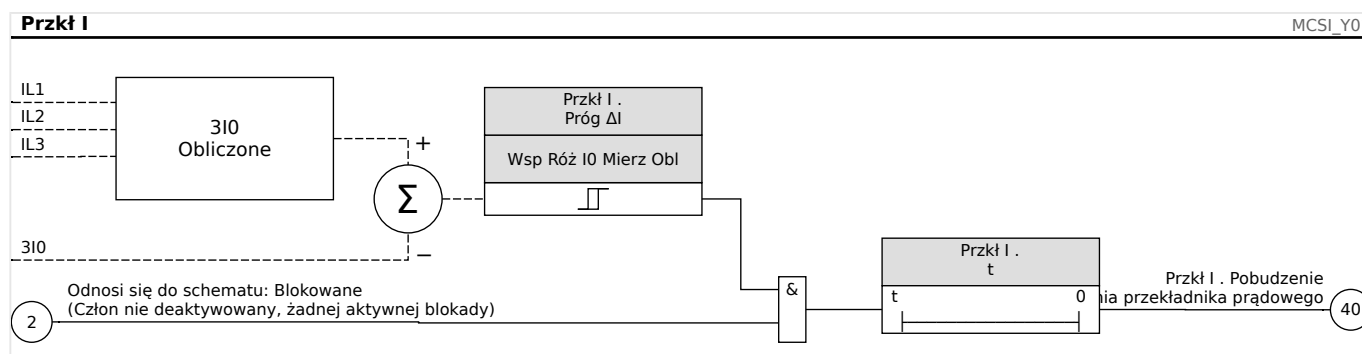 Przkł I
MCSI_Y0
IL1
IL2
IL3
3I0
Obliczone
+
Σ
−
3I0
Przkł I .
Próg ΔI
Wsp Róż I0 Mierz Obl
Odnosi się do schematu: Blokowane
(Człon nie deaktywowany, żadnej aktywnej blokady)
2
&
Przkł I .
t
t
0
Przkł I . Pobudzenie
przekładnika prądowego
40